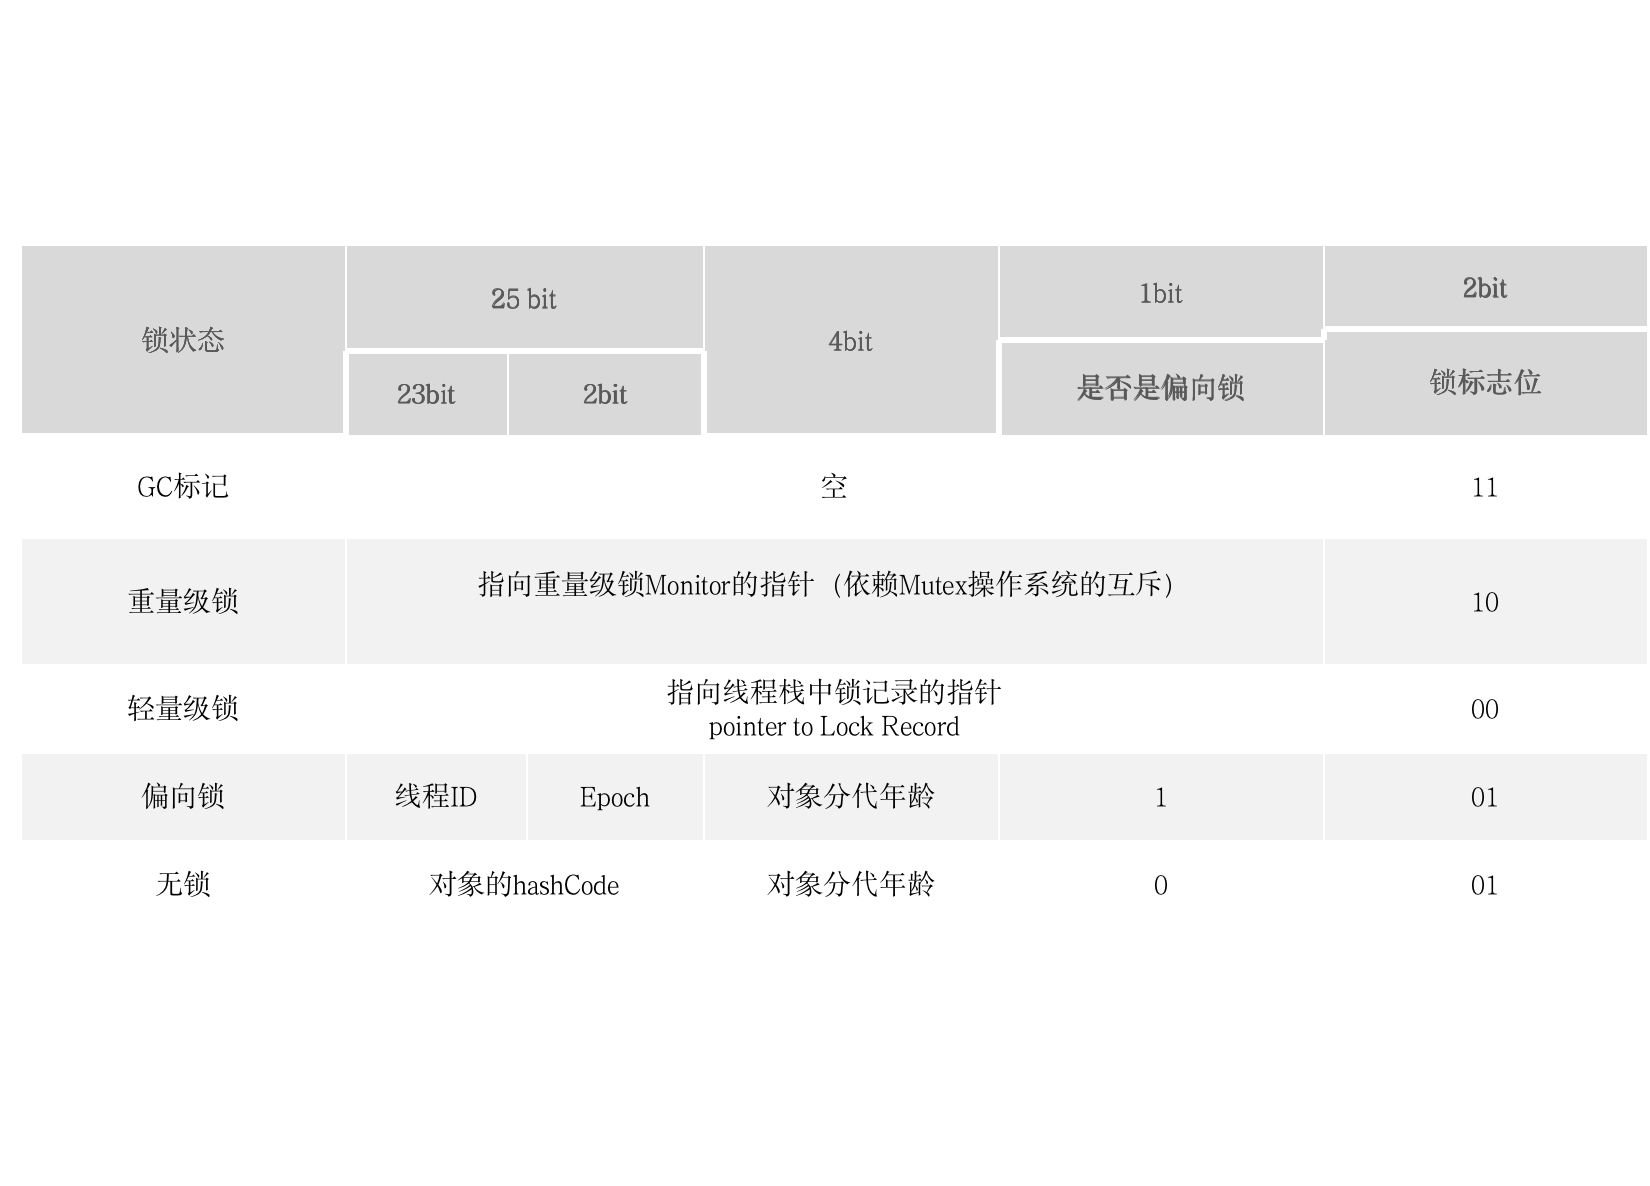 锁状态
25 bit
4bit
1bit
2bit
23bit
2bit
是否是偏向锁
锁标志位
GC标记
空
11
重量级锁
指向重量级锁Monitor的指针（依赖Mutex操作系统的互斥）
10
轻量级锁
指向线程栈中锁记录的指针
pointer to Lock Record
00
偏向锁
线程ID
Epoch
对象分代年龄
1
01
无锁
对象的hashCode
对象分代年龄
0
01